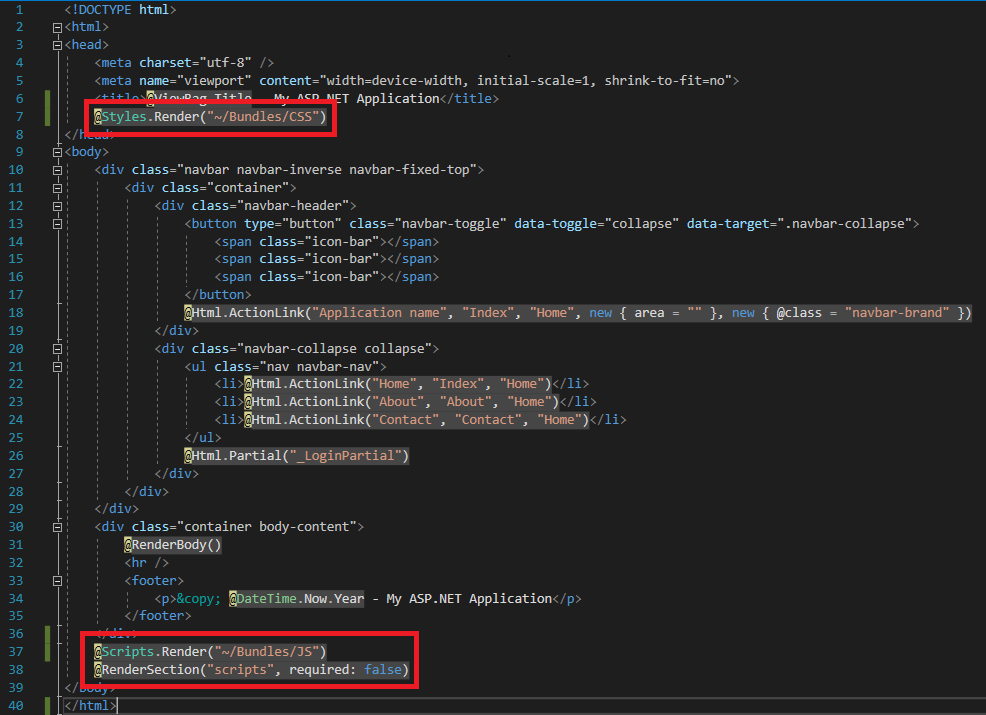 1 <!DOCTYPE html>
2 <html>
3 <head>
4 <meta charset="utf-8" />
5 <meta name="viewport" content="width=device-width, initial-scale=1, shrink-to-fit=no">
6 <title>@ViewBag.Title - My ASP.NET Application</title>
7 @Styles.Render("~/Bundles/CSS")
8 </head>
9 <body>
10 <div class="navbar navbar-inverse navbar-fixed-top">
11 <div class="container">
12 <div class="navbar-header">
13 <button type="button" class="navbar-toggle" data-toggle="collapse" data-target=".navbar-collapse">
14 <span class="icon-bar"></span>
15 <span class="icon-bar"></span>
16 <span class="icon-bar"></span>
17 </button>
18 @Html.ActionLink("Application name", "Index", "Home", new { area = "" }, new { @class = "navbar-brand" })
19 </div>
20 <div class="navbar-collapse collapse">
21 <ul class="nav navbar-nav">
22 <li>@Html.ActionLink("Home", "Index", "Home")</li>
23 <li>@Html.ActionLink("About", "About", "Home")</li>
24 <li>@Html.ActionLink("Contact", "Contact", "Home")</li>
25 </ul>
26 @Html.Partial("_LoginPartial")
27 </div>
28 </div>
29 </div>
30 <div class="container body-content">
31 @RenderBody()
32 <hr />
33 <footer>
34 <p>&copy; @DateTime.Now.Year - My ASP.NET Application</p>
35 </footer>
36 </div>
37 @Scripts.Render("~/Bundles/JS")
38 @RenderSection("scripts", required: false)
39 </body>
40 </html>